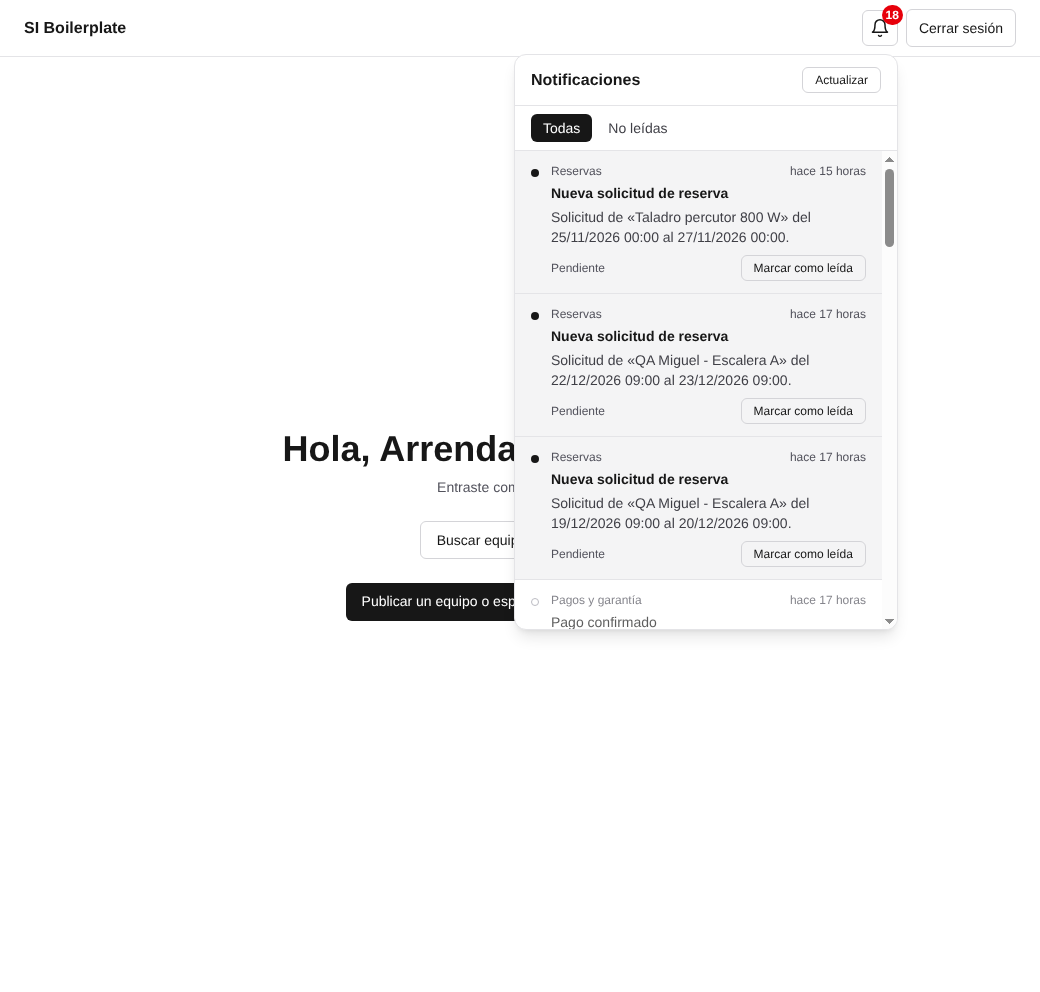 SI Boilerplate
18
Cerrar sesión
Notificaciones
Actualizar
Todas
No leídas
Reservas
hace 15 horas
Nueva solicitud de reserva
Solicitud de «Taladro percutor 800 W» del
25/11/2026 00:00 al 27/11/2026 00:00.
Pendiente
Marcar como leída
Reservas
hace 17 horas
Nueva solicitud de reserva
Solicitud de «QA Miguel - Escalera A» del
22/12/2026 09:00 al 23/12/2026 09:00.
Pendiente
Marcar como leída
Reservas
hace 17 horas
Nueva solicitud de reserva
Solicitud de «QA Miguel - Escalera A» del
19/12/2026 09:00 al 20/12/2026 09:00.
Pendiente
Marcar como leída
Pagos y garantía
hace 17 horas
Pago confirmado
Hola, Arrenda
Entraste con
Buscar equip
Publicar un equipo o esp